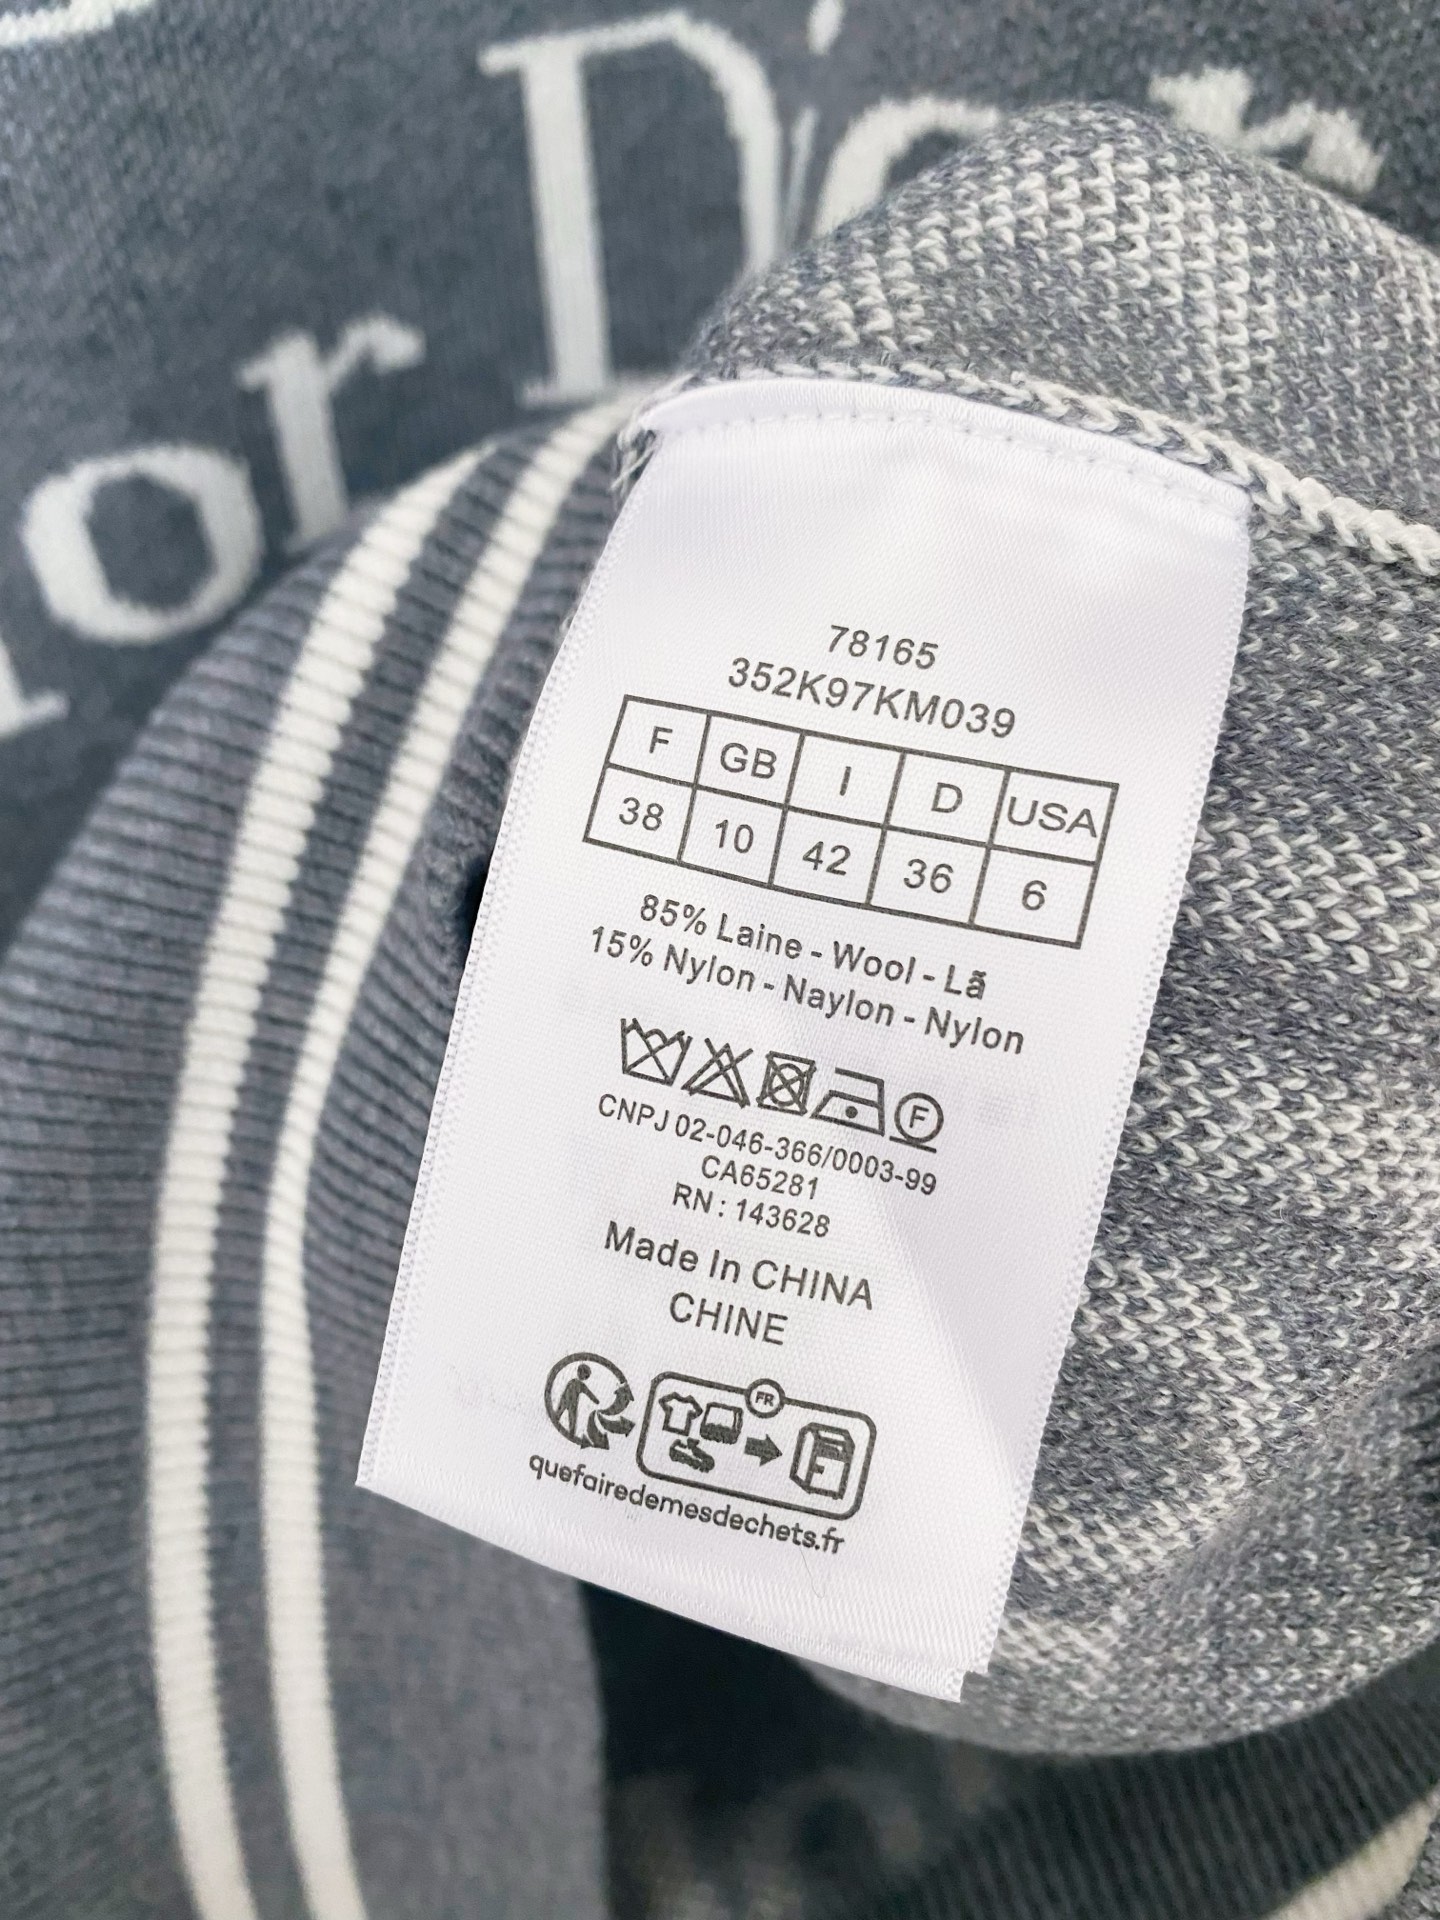 or D
78165
352K97KM039
F GB I D USA
38 10 42 36 6
85% Laine - Wool - Lã
15% Nylon - Naylon - Nylon
F
CNPJ 02-046-366/0003-99
CA65281
RN : 143628
Made In CHINA
CHINE
FR
F
quefairedemesdechets.fr